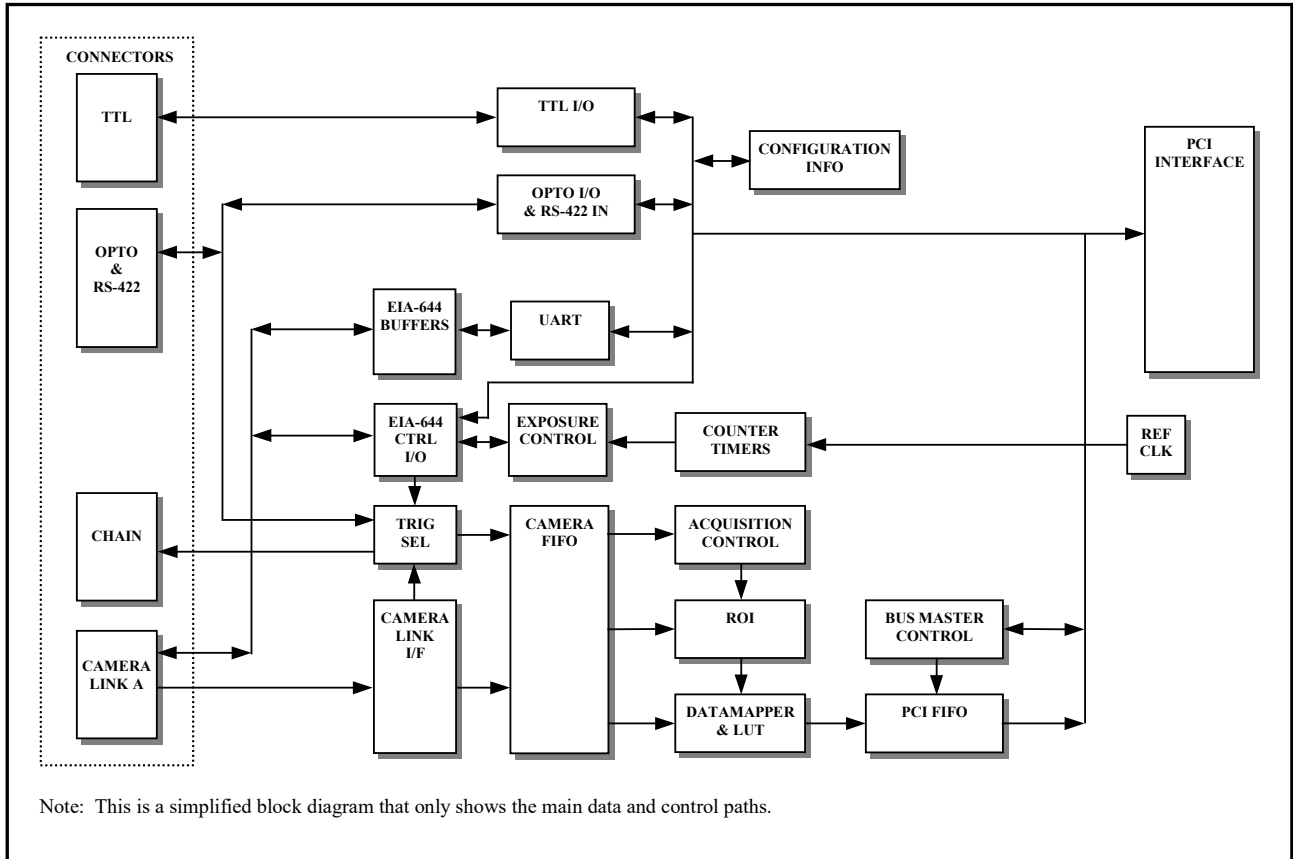 CONNECTORS
TTL
TTL I/O
CONFIGURATION
INFO
PCI
INTERFACE
OPTO I/O
& RS-422 IN
OPTO
&
RS-422
EIA-644
BUFFERS
UART
EIA-644
CTRL
I/O
EXPOSURE
CONTROL
COUNTER
TIMERS
REF
CLK
CHAIN
TRIG
SEL
CAMERA
FIFO
ACQUISITION
CONTROL
CAMERA
LINK
I/F
ROI
BUS MASTER
CONTROL
CAMERA
LINK A
DATAMAPPER
& LUT
PCI FIFO
Note: This is a simplified block diagram that only shows the main data and control paths.